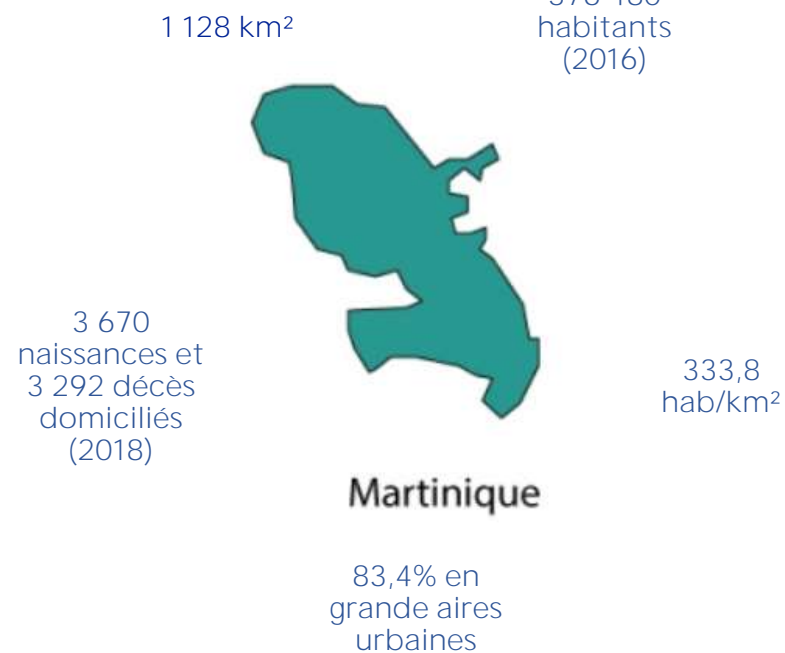 1 128 km²
habitants
(2016)
3 670
naissances et
3 292 décès
domiciliés
(2018)
333,8
hab/km²
Martinique
83,4% en
grande aires
urbaines